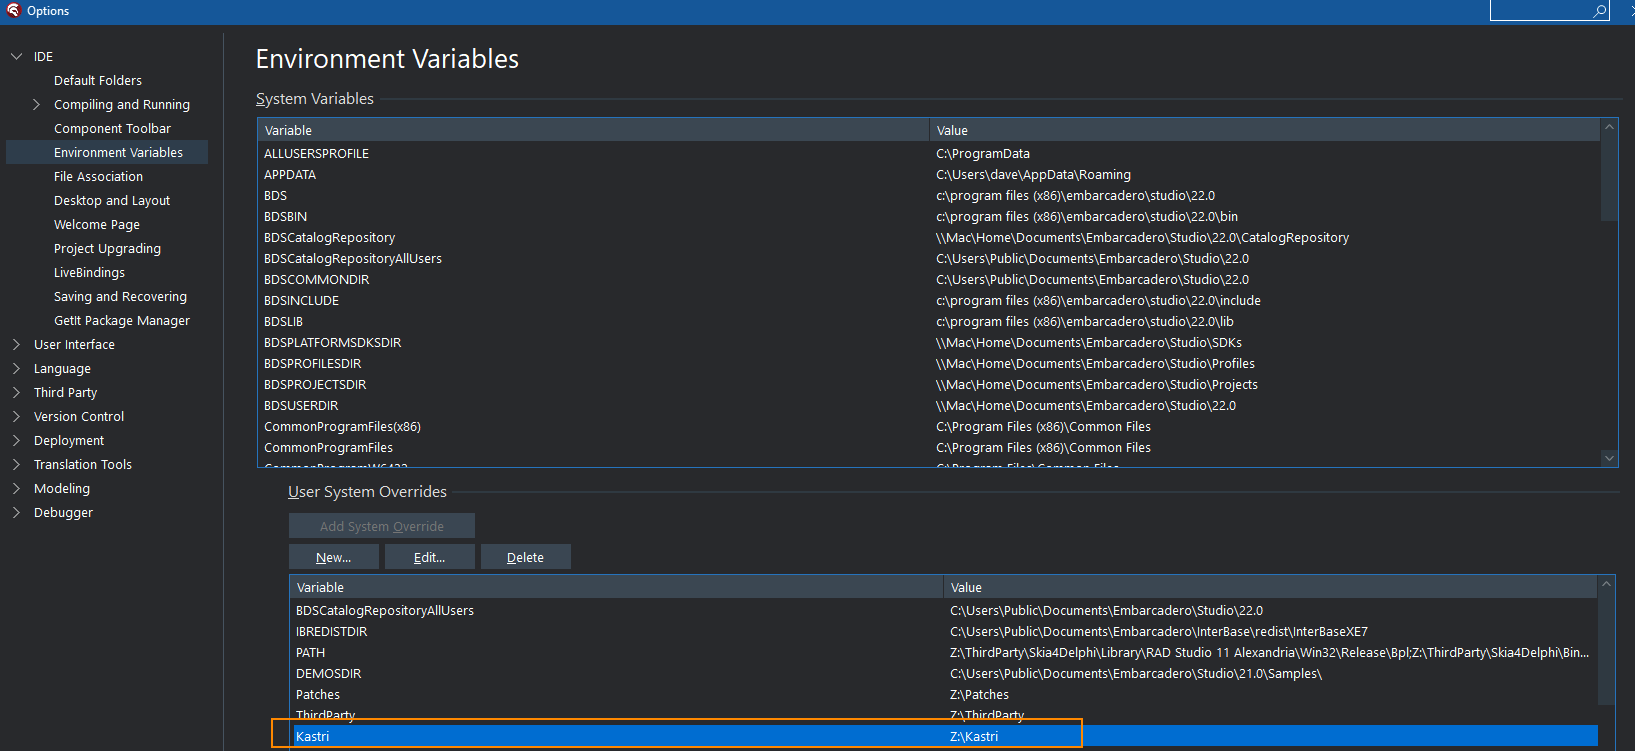 Options
IDE
Default Folders
Compiling and Running
Component Toolbar
Environment Variables
File Association
Desktop and Layout
Welcome Page
Project Upgrading
LiveBindings
Saving and Recovering
GetIt Package Manager
User Interface
Language
Third Party
Version Control
Deployment
Translation Tools
Modeling
Debugger
Environment Variables
System Variables
Variable Value
ALLUSERSPROFILE C:\ProgramData
APPDATA C:\Users\dave\AppData\Roaming
BDS c:\program files (x86)\embarcadero\studio\22.0
BDSBIN c:\program files (x86)\embarcadero\studio\22.0\bin
BDSCatalogRepository \\Mac\Home\Documents\Embarcadero\Studio\22.0\CatalogRepository
BDSCatalogRepositoryAllUsers C:\Users\Public\Documents\Embarcadero\Studio\22.0
BDSCOMMONDIR C:\Users\Public\Documents\Embarcadero\Studio\22.0
BDSINCLUDE c:\program files (x86)\embarcadero\studio\22.0\include
BDSLIB c:\program files (x86)\embarcadero\studio\22.0\lib
BDSPLATFORMSDKSDIR \\Mac\Home\Documents\Embarcadero\Studio\SDKs
BDSPROFILESDIR \\Mac\Home\Documents\Embarcadero\Studio\Profiles
BDSPROJECTSDIR \\Mac\Home\Documents\Embarcadero\Studio\Projects
BDSUSERDIR \\Mac\Home\Documents\Embarcadero\Studio\22.0
CommonProgramFiles(x86) C:\Program Files (x86)\Common Files
CommonProgramFiles C:\Program Files (x86)\Common Files
CommonProgramW6432 C:\Program Files\Common Files
User System Overrides
Add System Override
New... Edit... Delete
Variable Value
BDSCatalogRepositoryAllUsers C:\Users\Public\Documents\Embarcadero\Studio\22.0
IBREDISTDIR C:\Users\Public\Documents\Embarcadero\InterBase\redist\InterBaseXE7
PATH Z:\ThirdParty\Skia4Delphi\Library\RAD Studio 11 Alexandria\Win32\Release\Bpl;Z:\ThirdParty\Skia4Delphi\Bin...
DEMOSDIR C:\Users\Public\Documents\Embarcadero\Studio\21.0\Samples\
Patches Z:\Patches
ThirdParty Z:\ThirdParty
Kastri Z:\Kastri